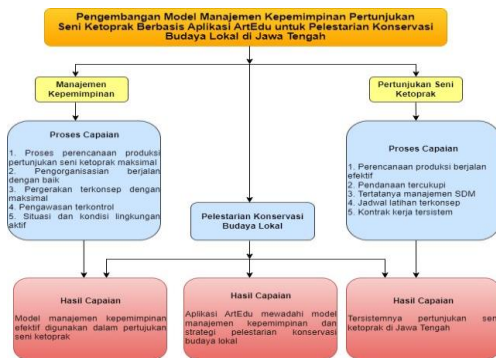 Pengembangan Model Manajemen Kepemimpinan Pertunjukan
Seni Ketoprak Berbasis Aplikasi ArtEdu untuk Pelestarian Konservasi
Budaya Lokal di Jawa Tengah
Manajemen
Kepemimpinan
Pertunjukan Seni
Ketoprak
Proses Capaian
1. Proses perencanaan produksi
pertunjukan seni ketoprak maksimal
2. Pengorganisasian berjalan
dengan baik
3. Pergerakan terkonsep dengan
maksimal
4. Pengawasan terkontrol
5. Situasi dan kondisi lingkungan
aktif
Proses Capaian
1. Perencanaan produksi berjalan
efektif
2. Pendanaan tercukupi
3. Tertatanya manajemen SDM
4. Jadwal latihan terkonsep
5. Kontrak kerja tersistem
Pelestarian Konservasi
Budaya Lokal
Hasil Capaian
Model manajemen kepemimpinan
efektif digunakan dalam pertujukan
seni ketoprak
Hasil Capaian
Aplikasi ArtEdu mewadahi model
manajemen kepemimpinan dan
strategi pelestarian konservasi
budaya lokal
Hasil Capaian
Tersistemnya pertunjukan seni
ketoprak di Jawa Tengah